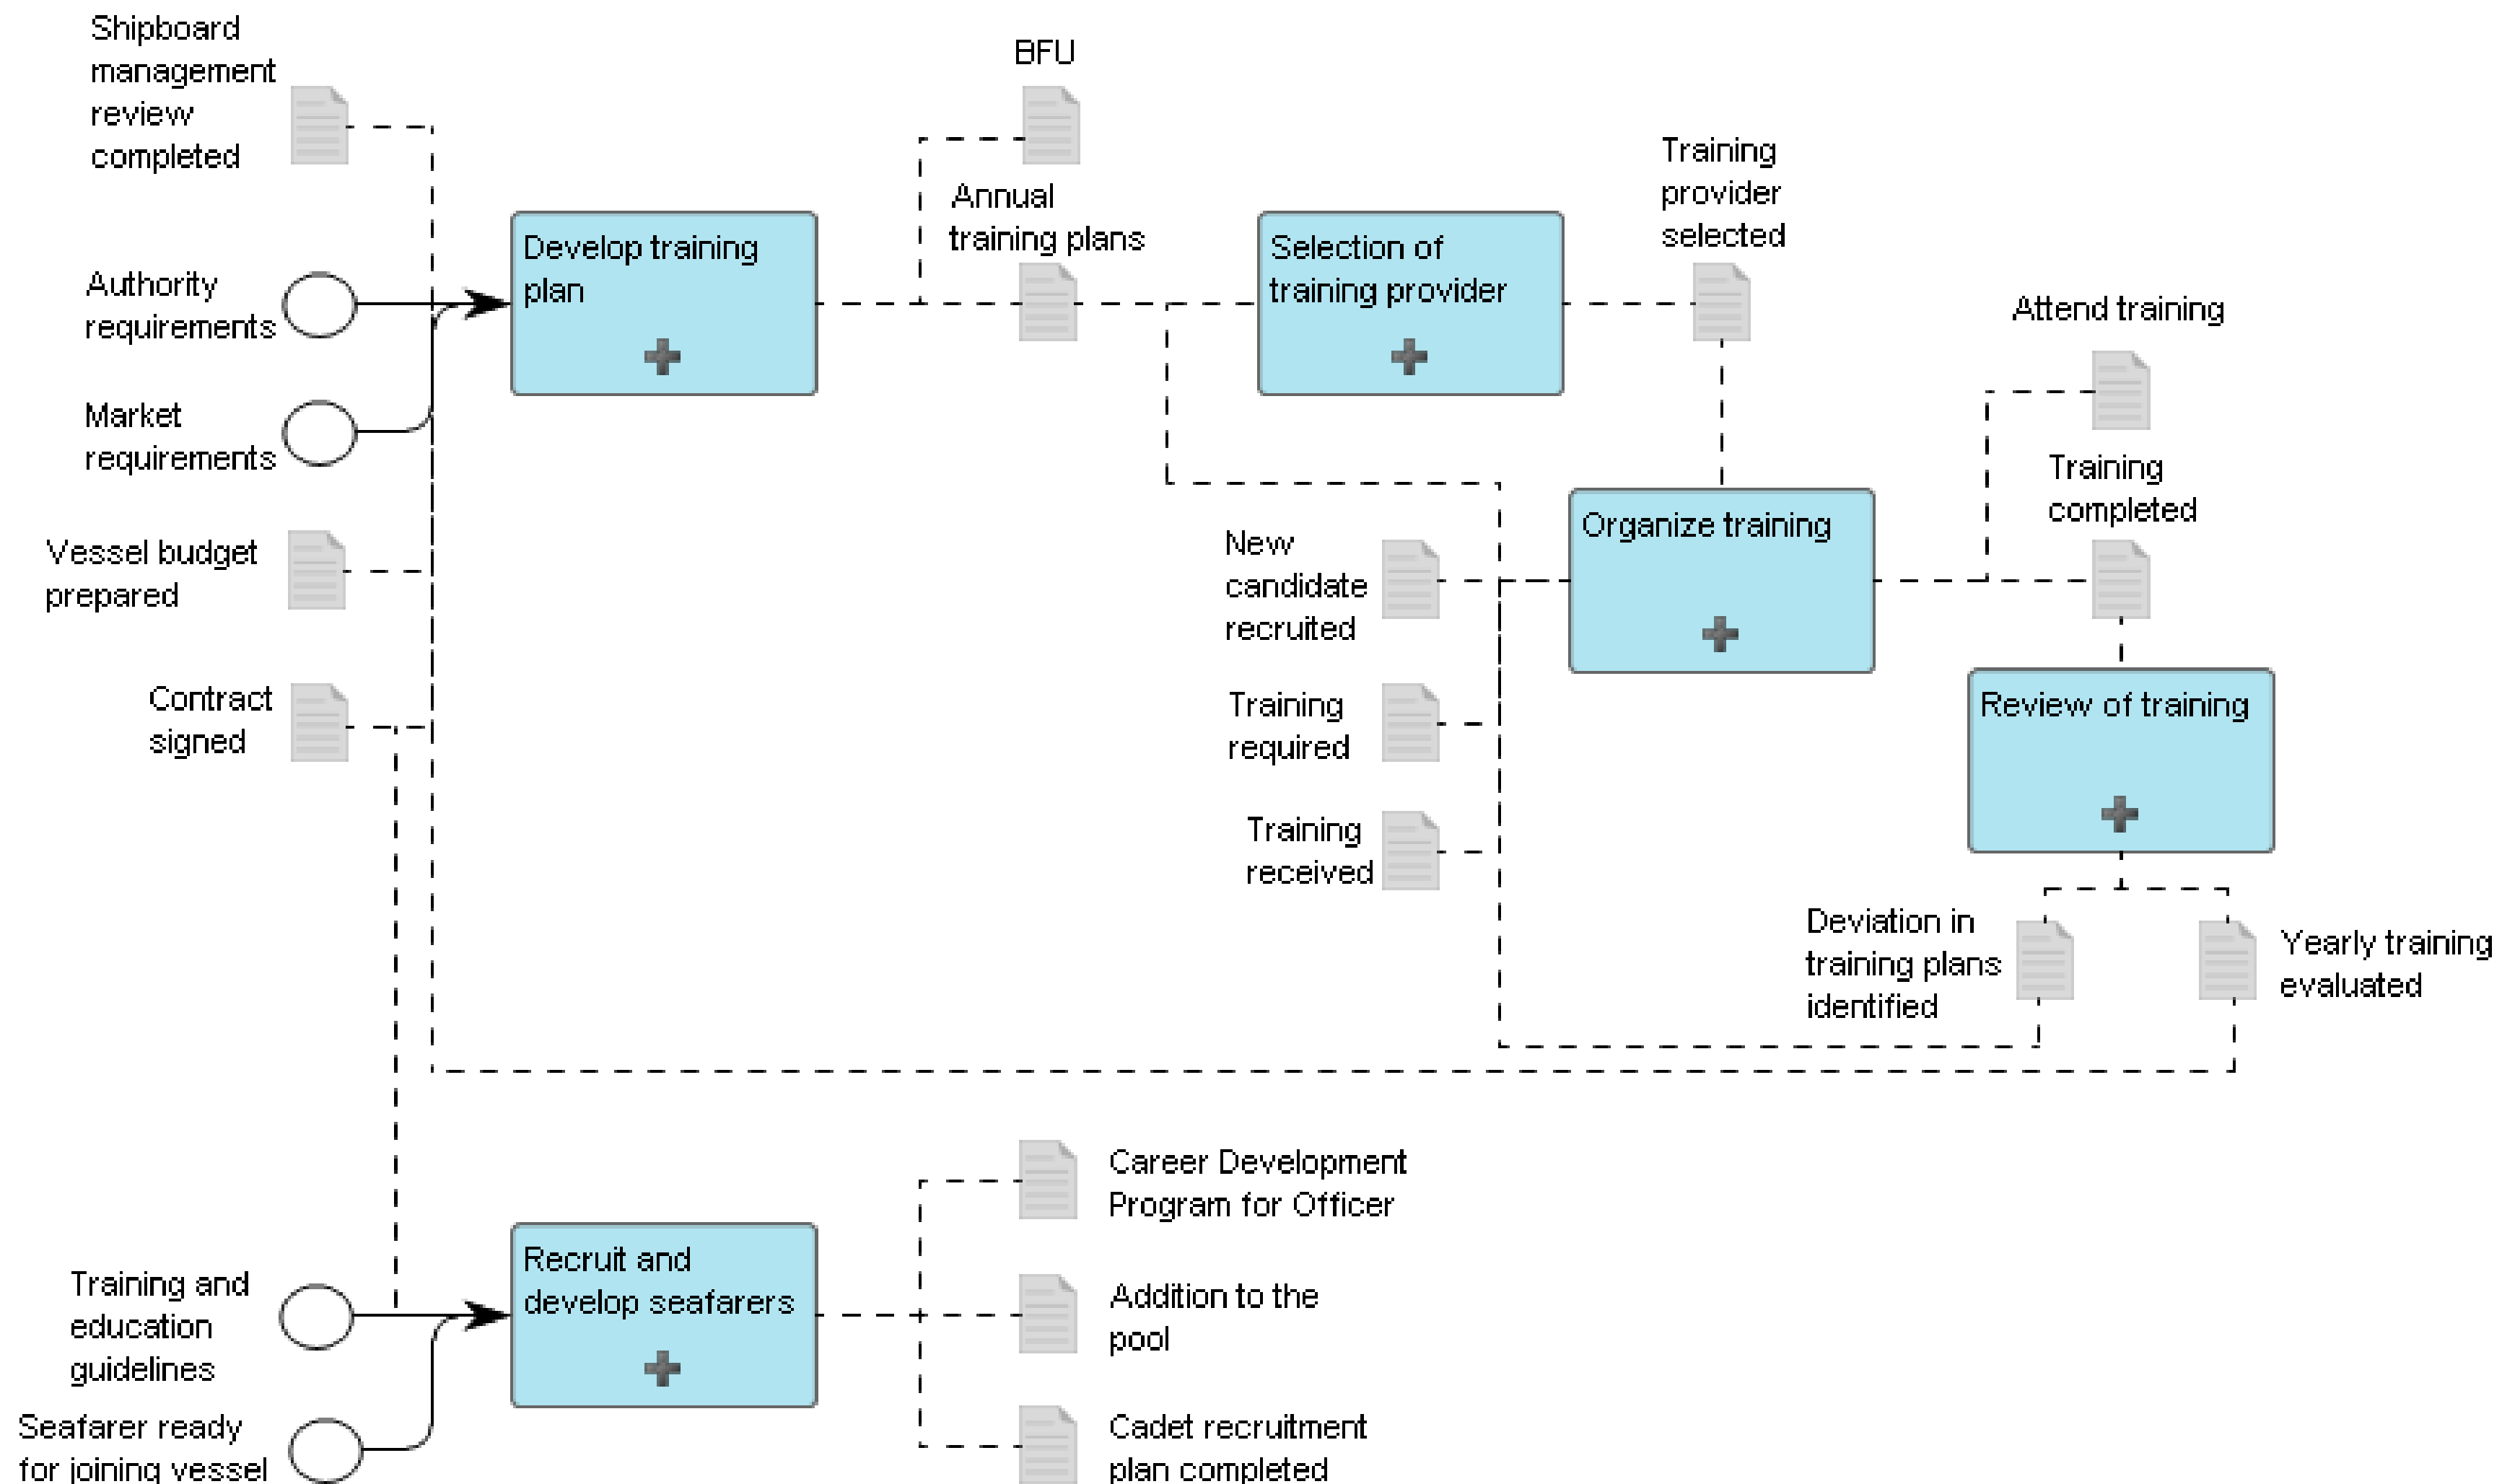 Shipboard
management
review
completed
BFU
Annual
training plans
Training
provider
selected
Develop training
plan
Selection of
training provider
Authority
requirements
Attend training
Market
requirements
Training
completed
Vessel budget
prepared
New
candidate
recruited
Organize training
Contract
signed
Training
required
Review of training
Training
received
Deviation in
training plans
identified
Yearly training
evaluated
Career Development
Program for Officer
Recruit and
develop seafarers
Training and
education
guidelines
Addition to the
pool
Seafarer ready
for joining vessel
Cadet recruitment
plan completed